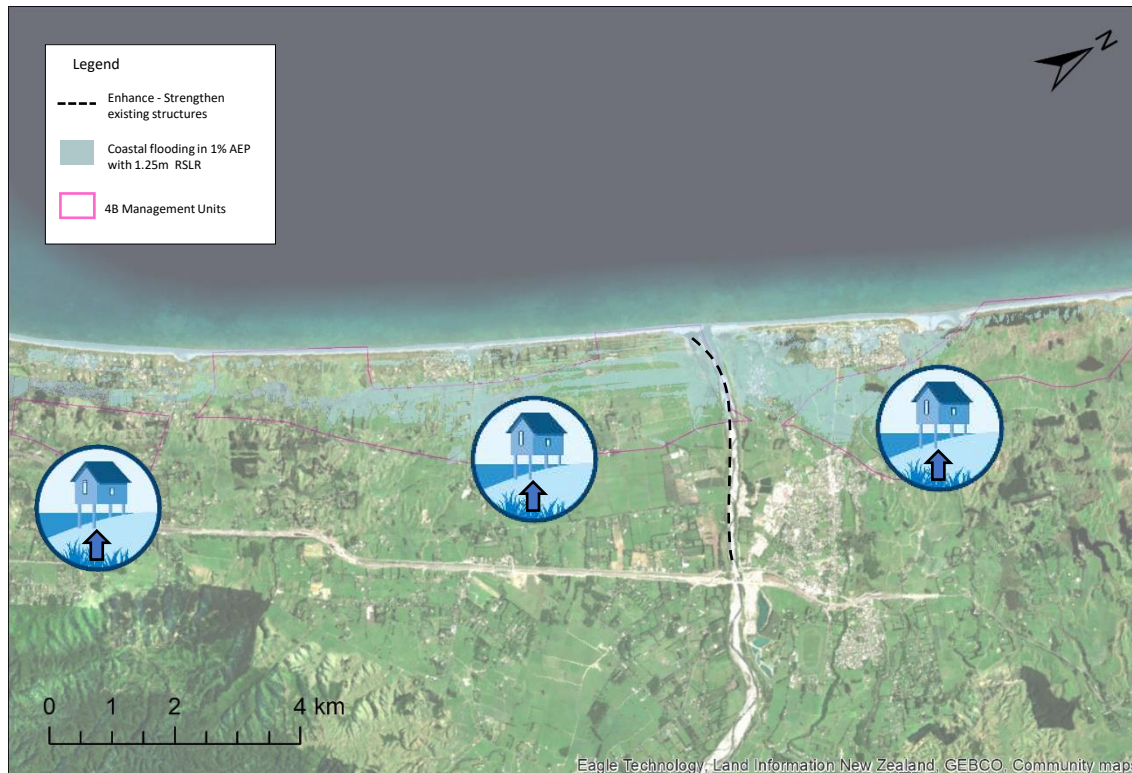 N
Legend
Enhance - Strengthen
existing structures
Coastal flooding in 1% AEP
with 1.25m RSLR
4B Management Units
0 1 2 4 km
Eagle Technology, Land Information New Zealand, GEBCO, Community maps